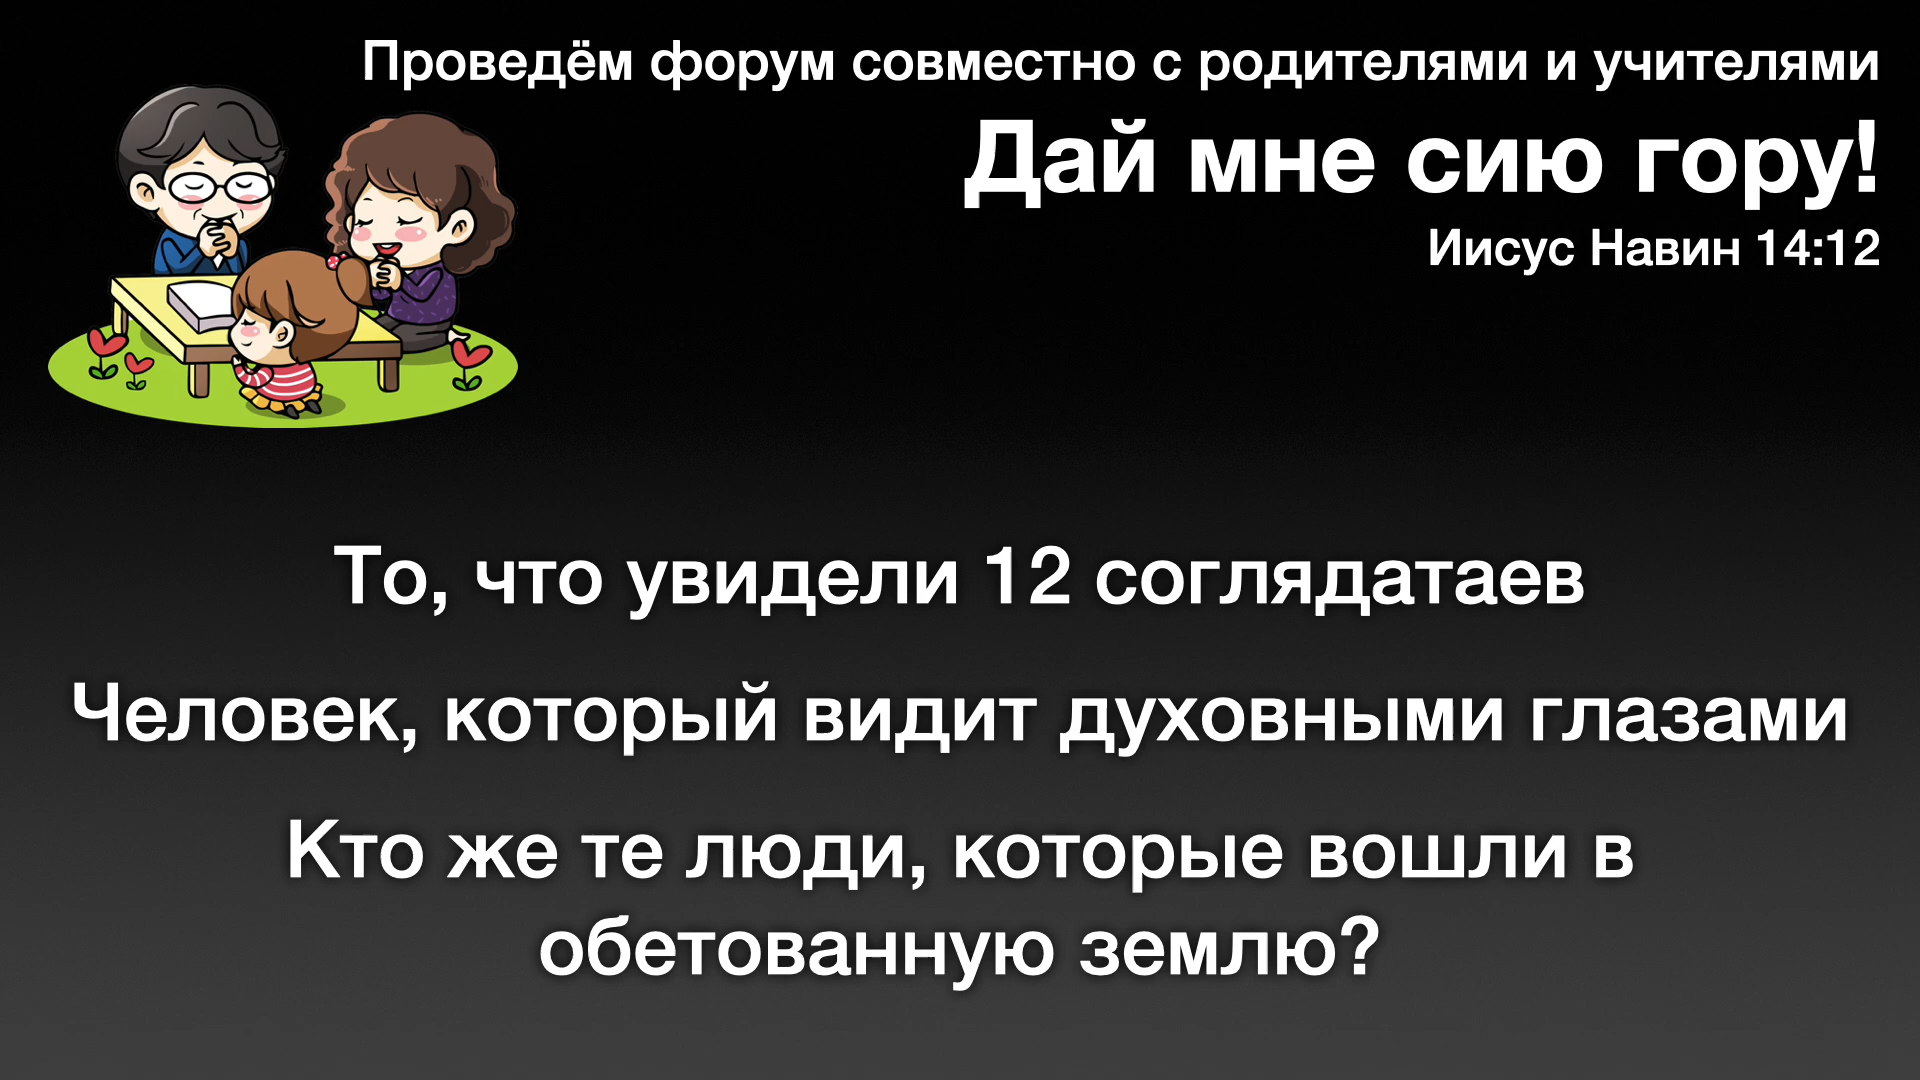 Проведём форум совместно с родителями и учителями
Дай мне сию гору!
Иисус Навин 14:12
То, что увидели 12 соглядатаев
Человек, который видит духовными глазами
Кто же те люди, которые вошли в
обетованную землю?